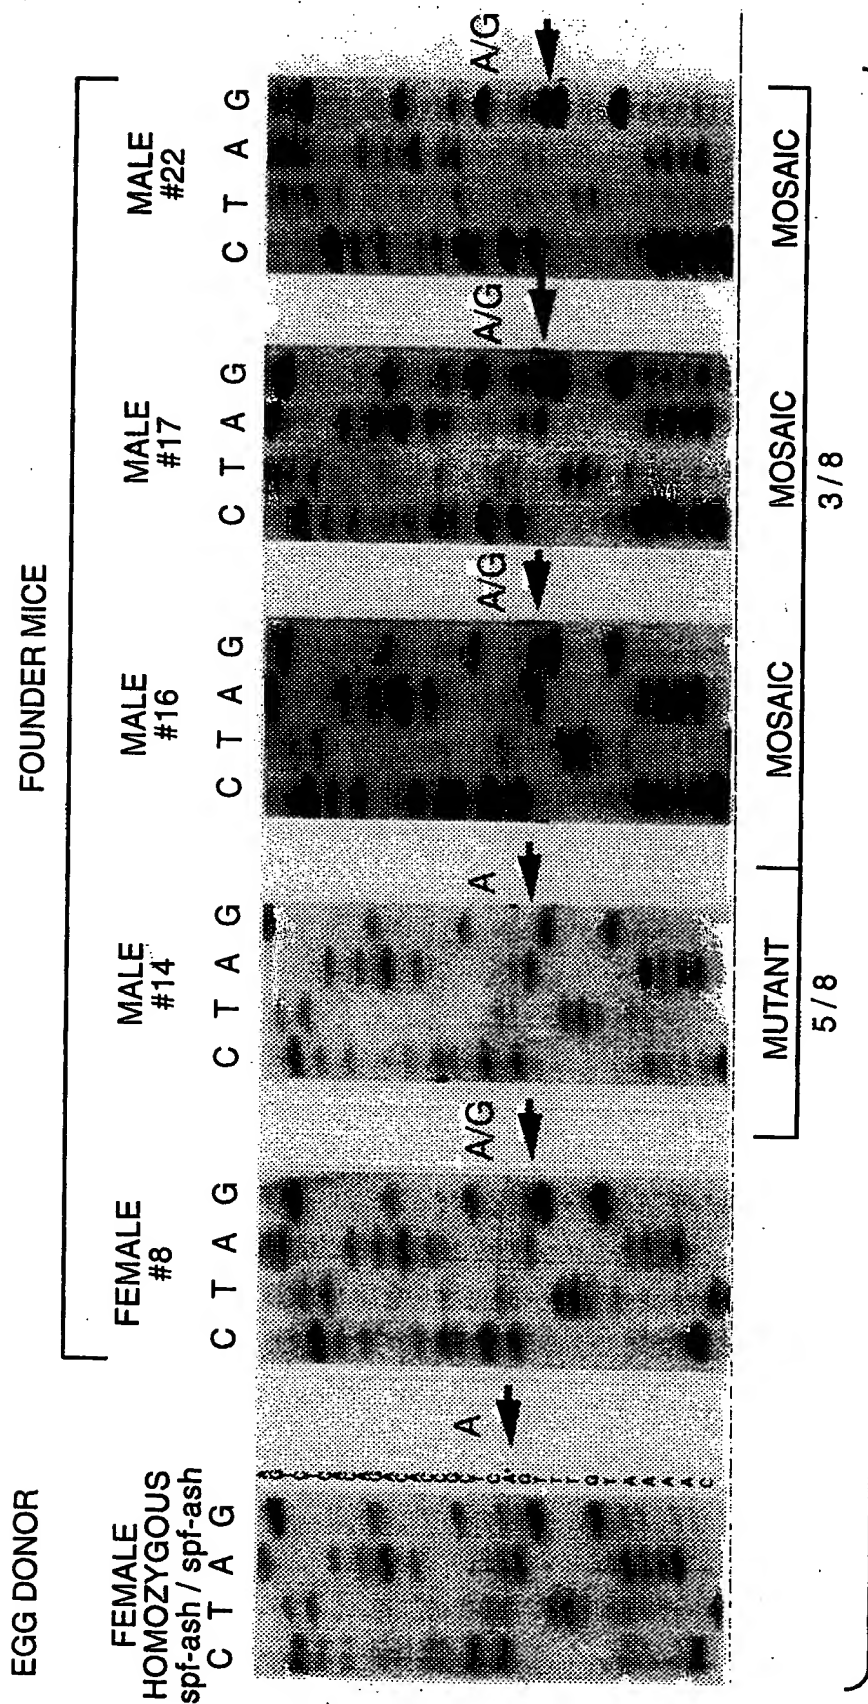 EGG DONOR
FOUNDER MICE
FEMALE
HOMOZYGOUS
spf-ash / spf-ash
C T A G
FEMALE
#8
C T A G
MALE
#14
C T A G
MALE
#16
C T A G
MALE
#17
C T A G
MALE
#22
C T A G
A
A/G
A
A/G
A/G
A/G
MUTANT
5 / 8
MOSAIC
MOSAIC
MOSAIC
3 / 8